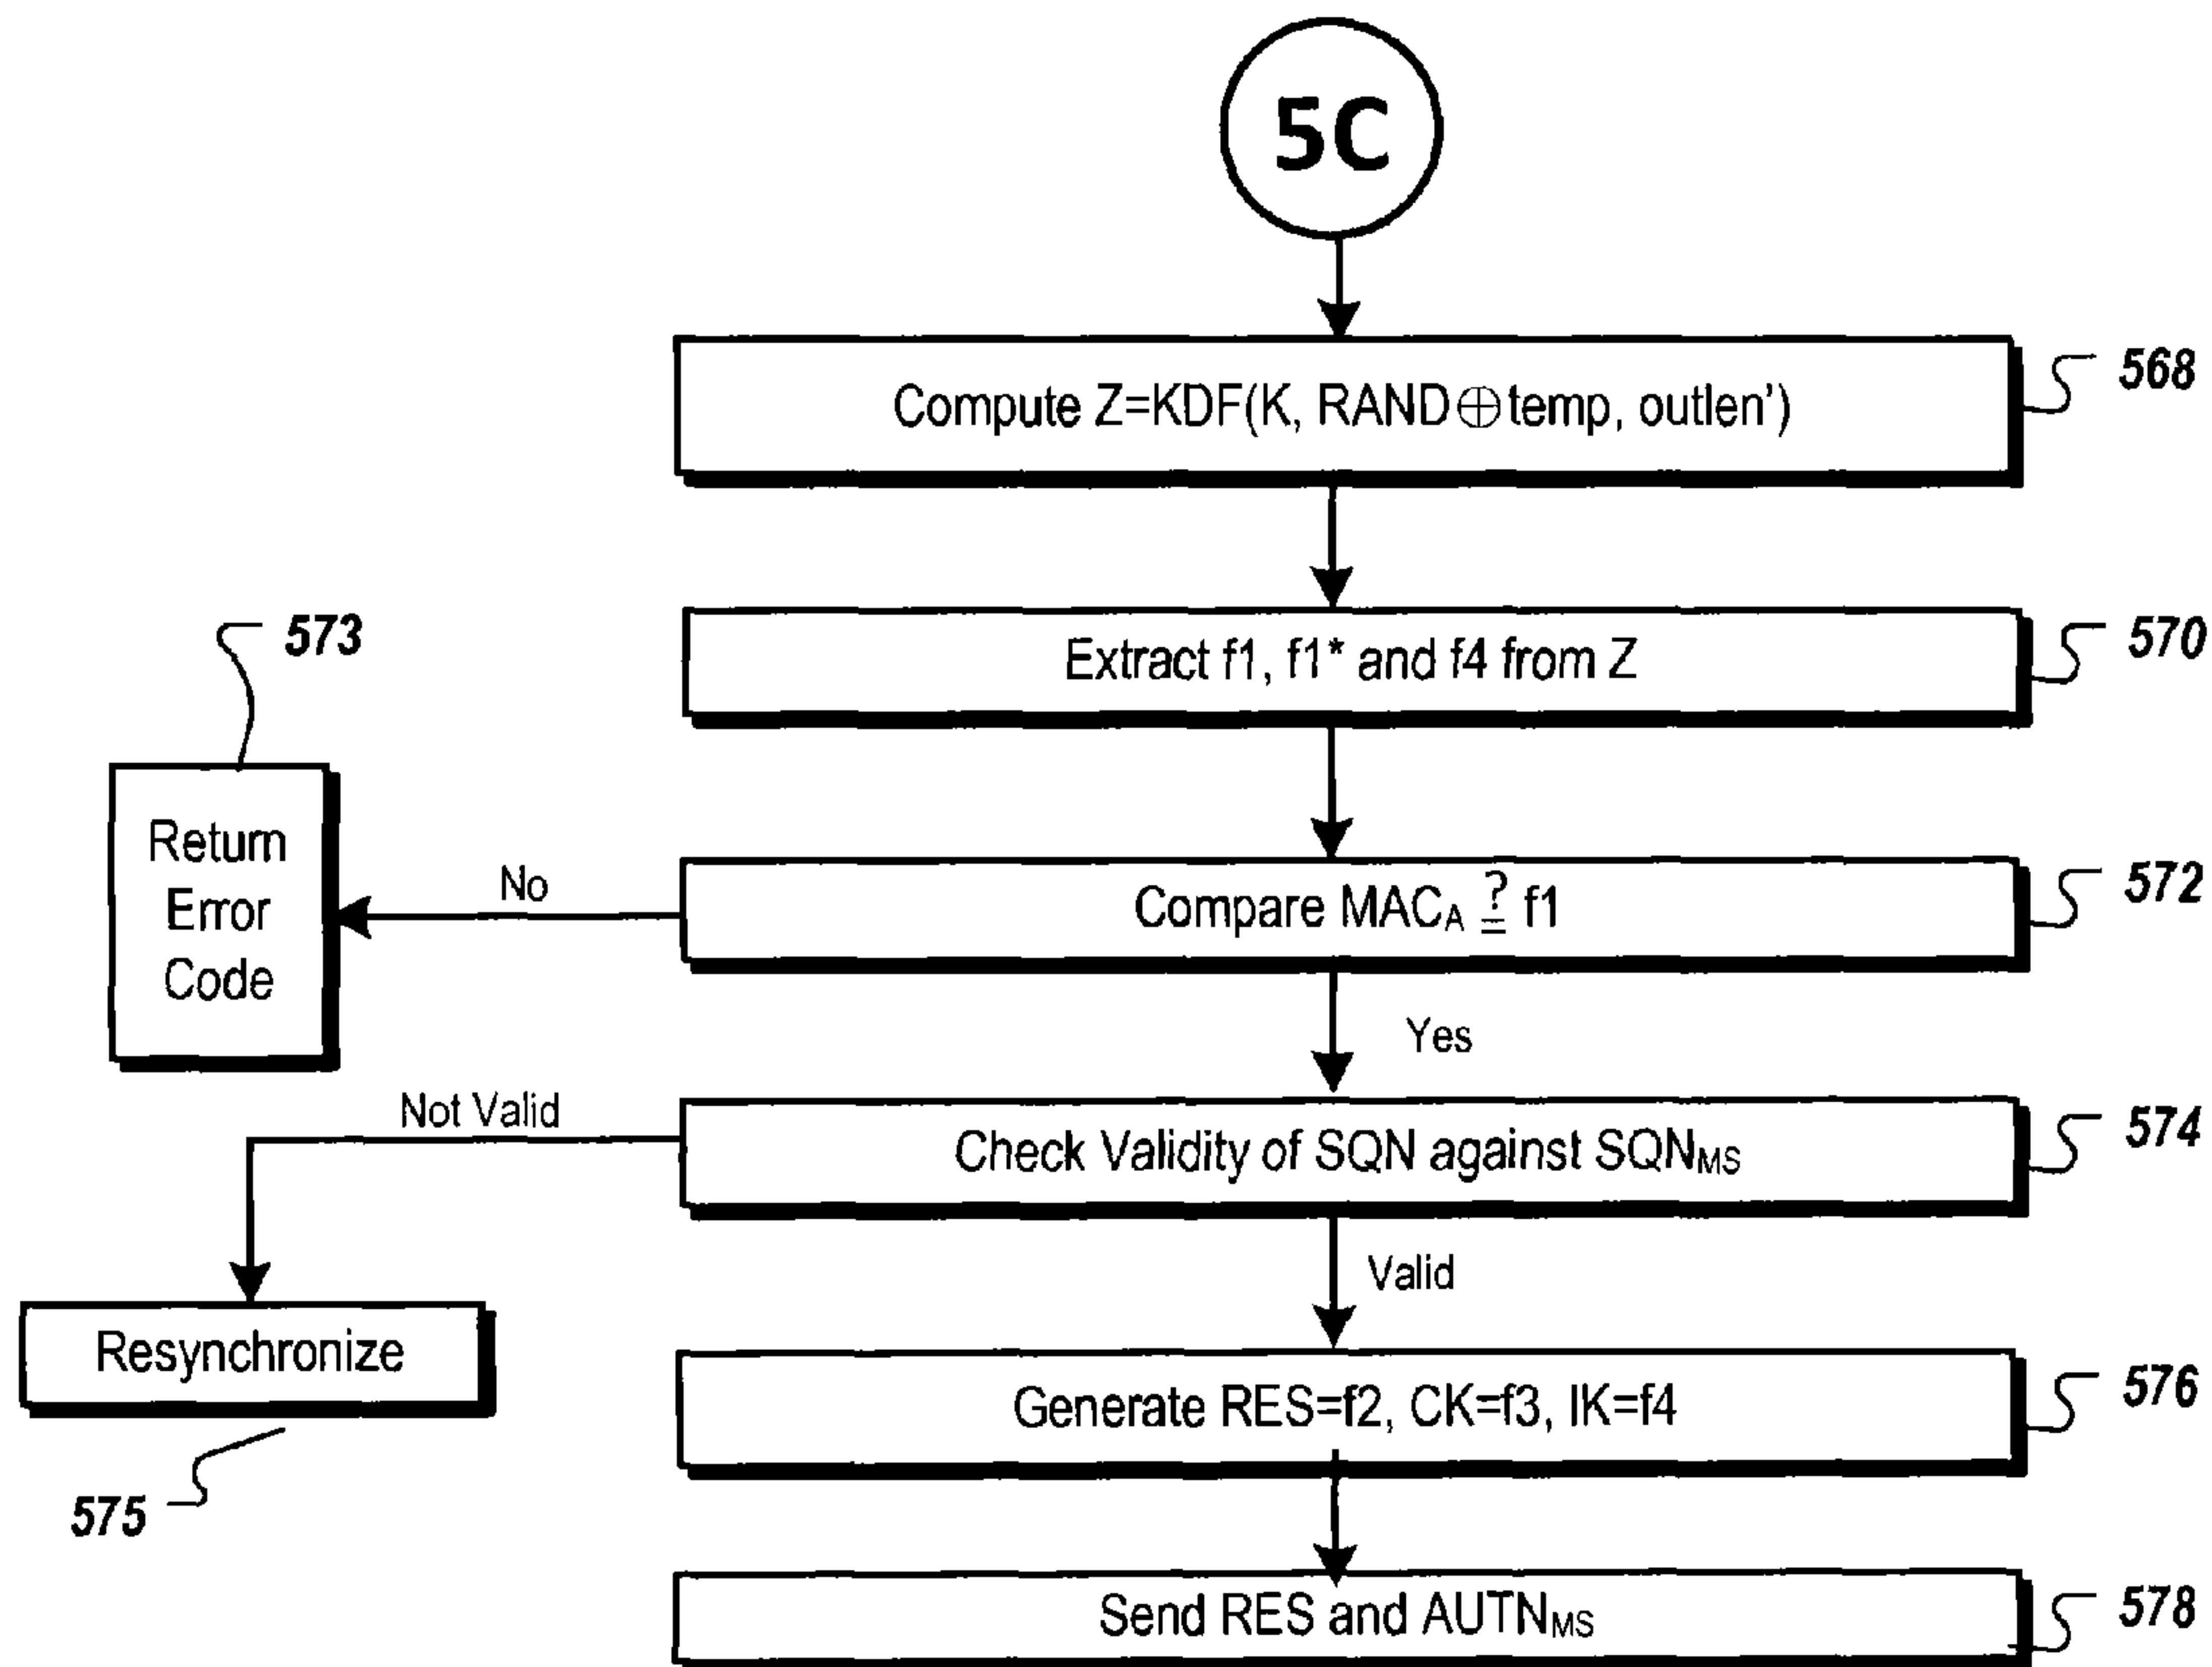 5C
Compute Z=KDF(K, RAND⊕temp, outlen')
568
Extract f1, f1* and f4 from Z
570
573
Return
Error
Code
No
Compare MACA ≟ f1
572
Yes
Not Valid
Check Validity of SQN against SQNMS
574
Valid
Resynchronize
575
Generate RES=f2, CK=f3, IK=f4
576
Send RES and AUTNMS
578